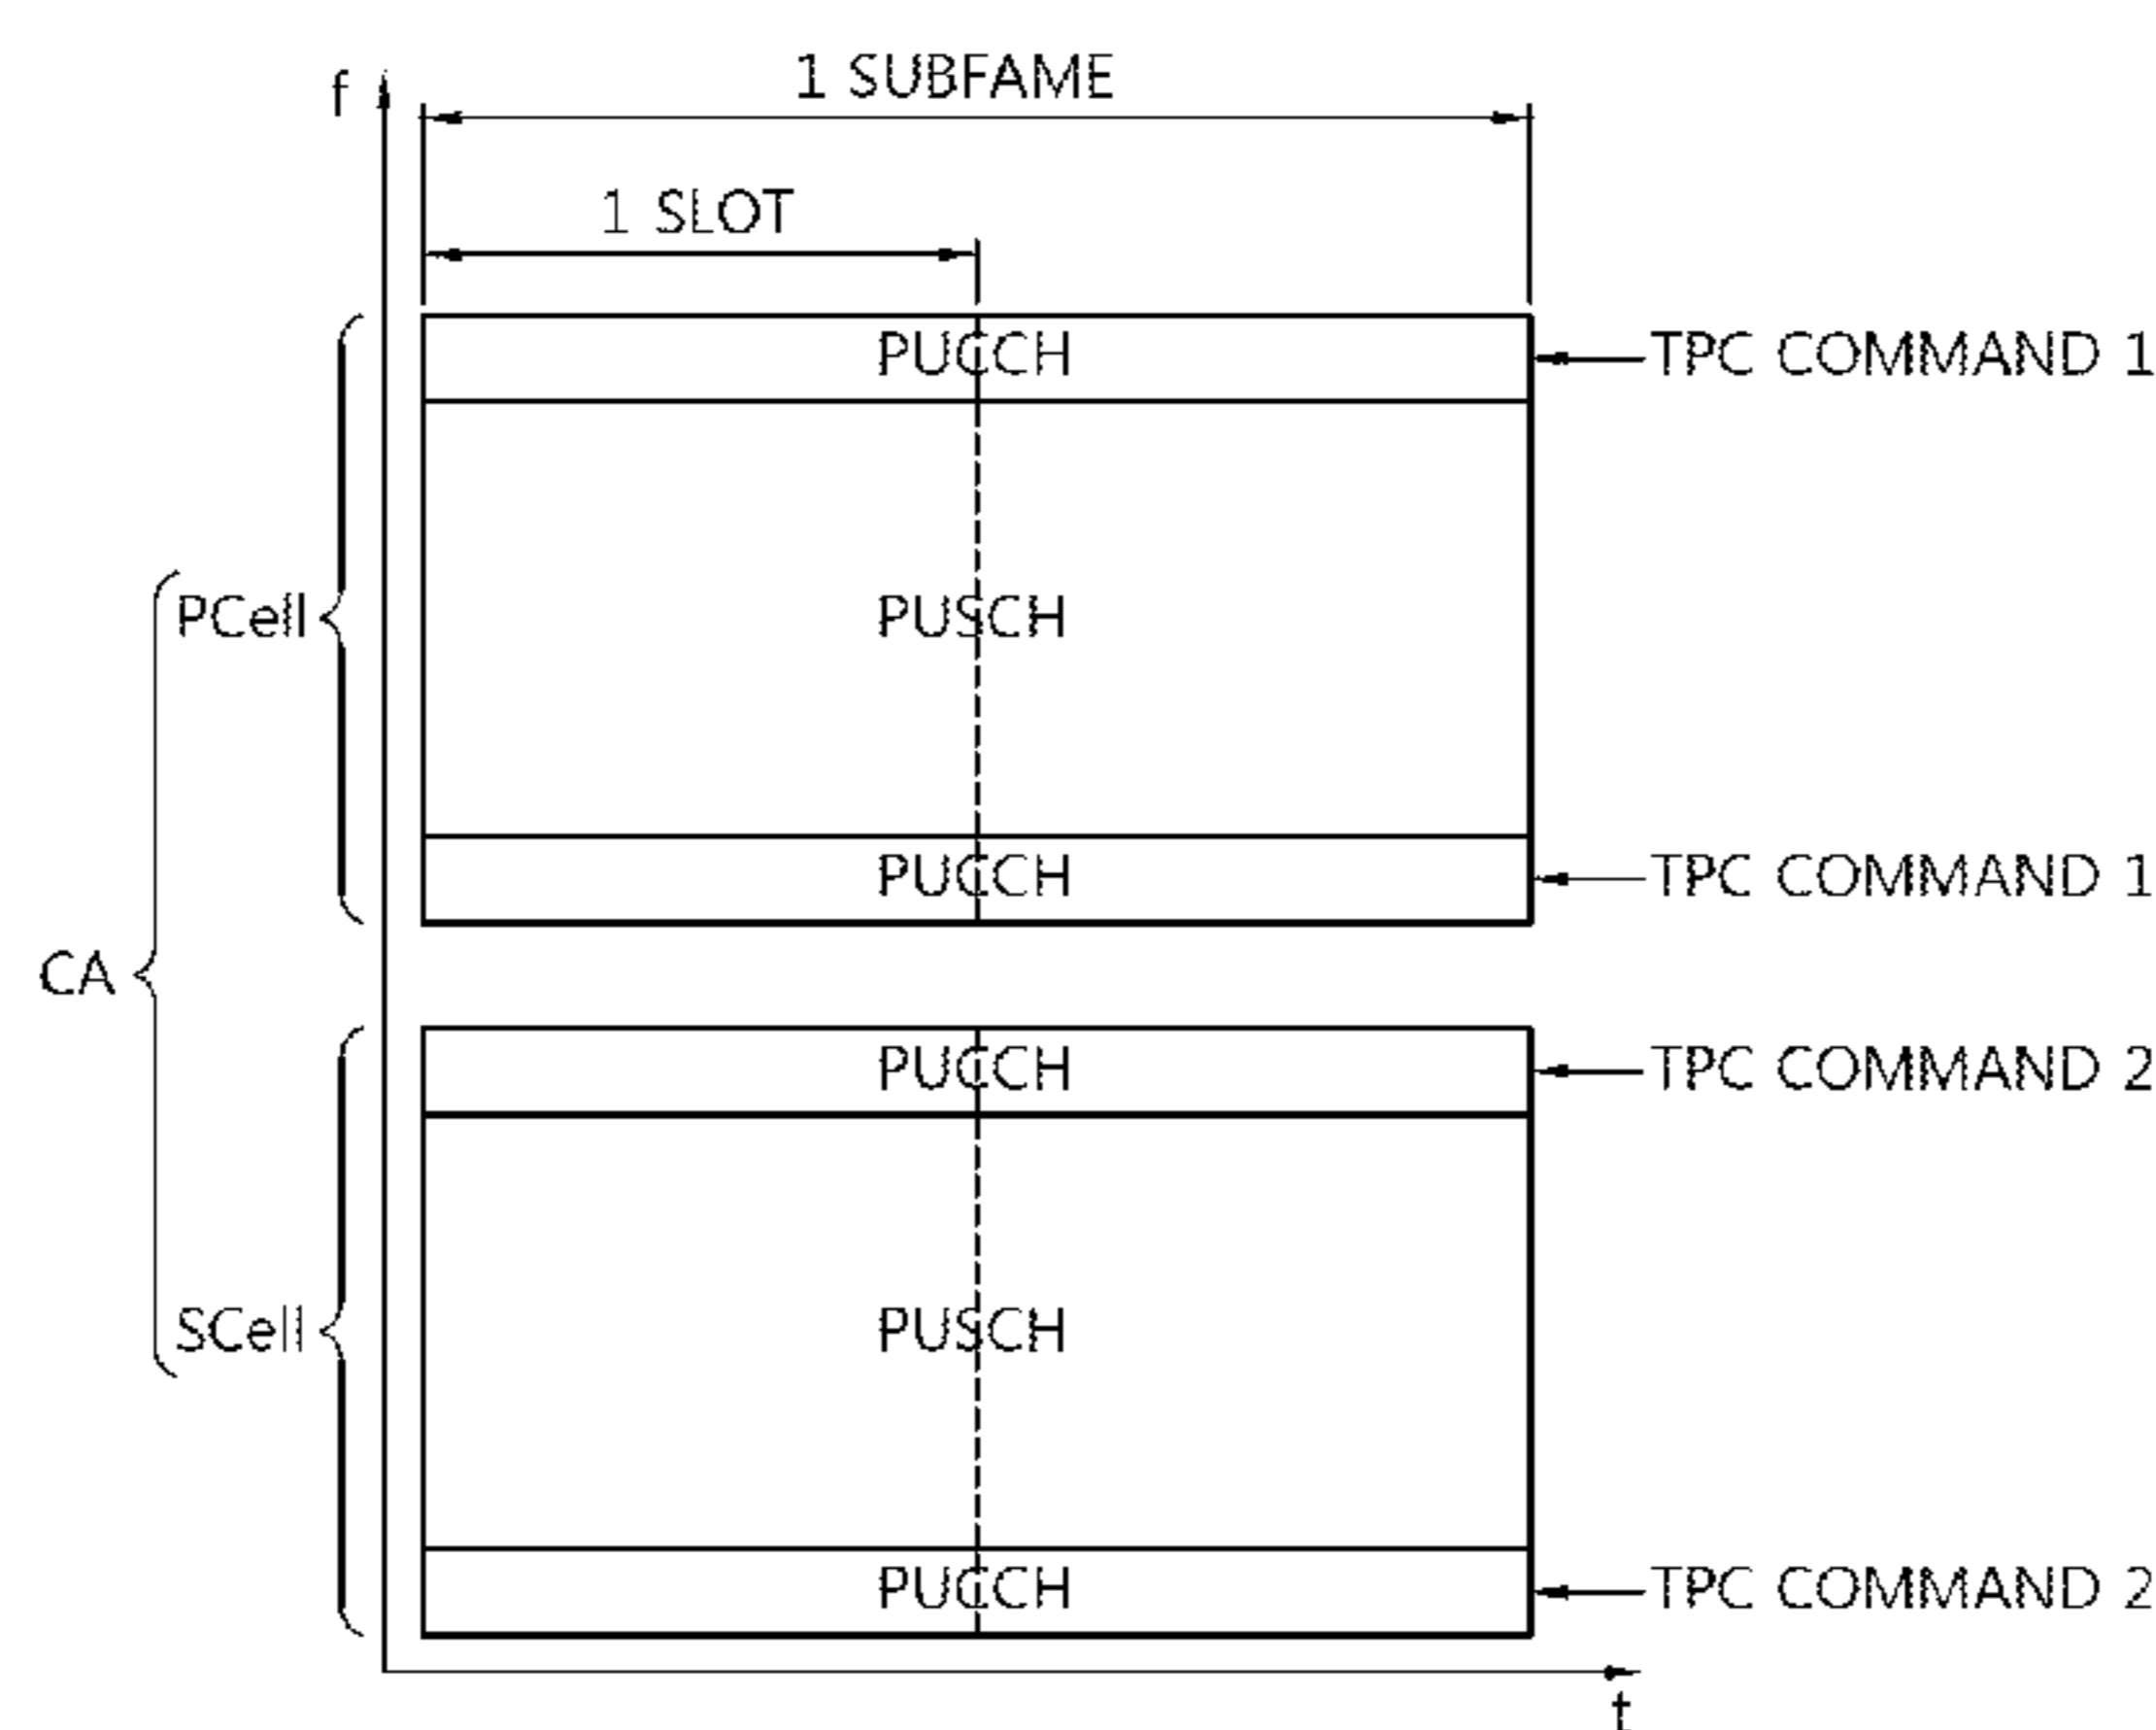 f
1 SUBFAME
1 SLOT
PUCCH
TPC COMMAND 1
PCell
PUSCH
PUCCH
TPC COMMAND 1
CA
PUCCH
TPC COMMAND 2
SCell
PUSCH
PUCCH
TPC COMMAND 2
t